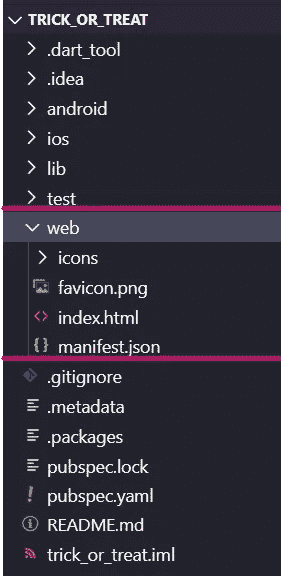 TRICK_OR_TREAT
.dart_tool
.idea
android
ios
lib
test
web
icons
favicon.png
index.html
manifest.json
.gitignore
.metadata
.packages
pubspec.lock
pubspec.yaml
README.md
trick_or_treat.iml